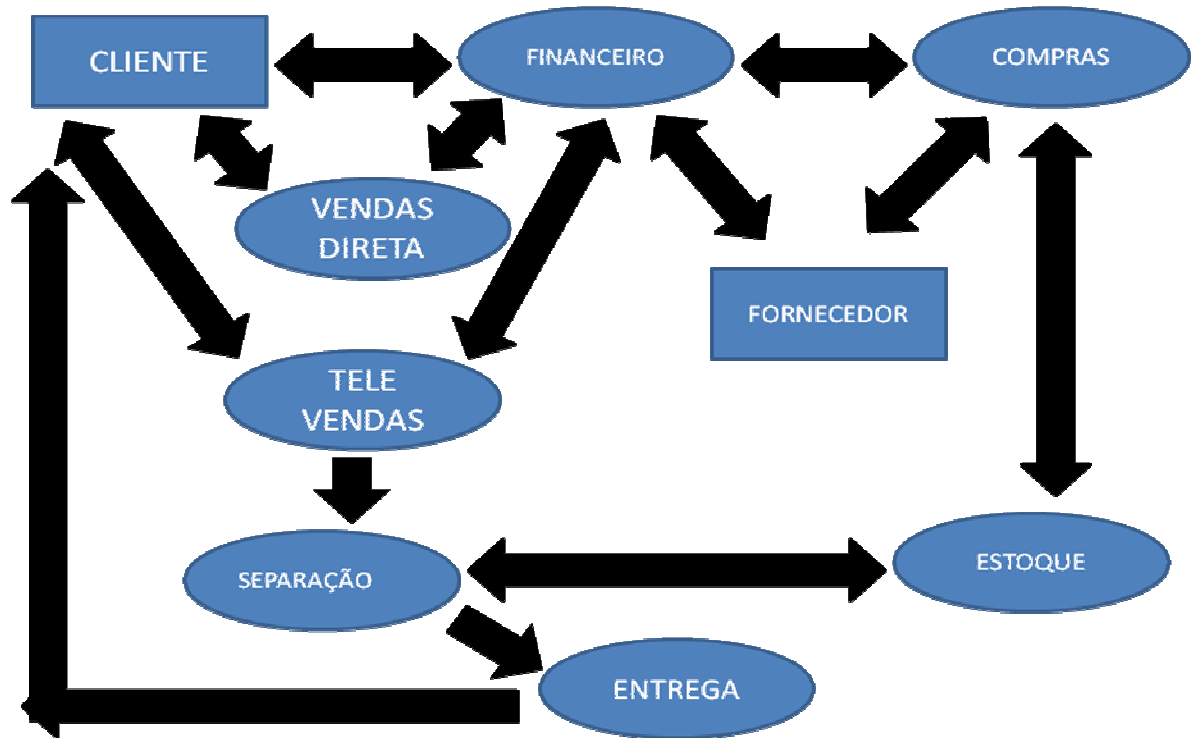 CLIENTE
FINANCEIRO
COMPRAS
VENDAS
DIRETA
FORNECEDOR
TELE
VENDAS
SEPARAÇÃO
ESTOQUE
ENTREGA